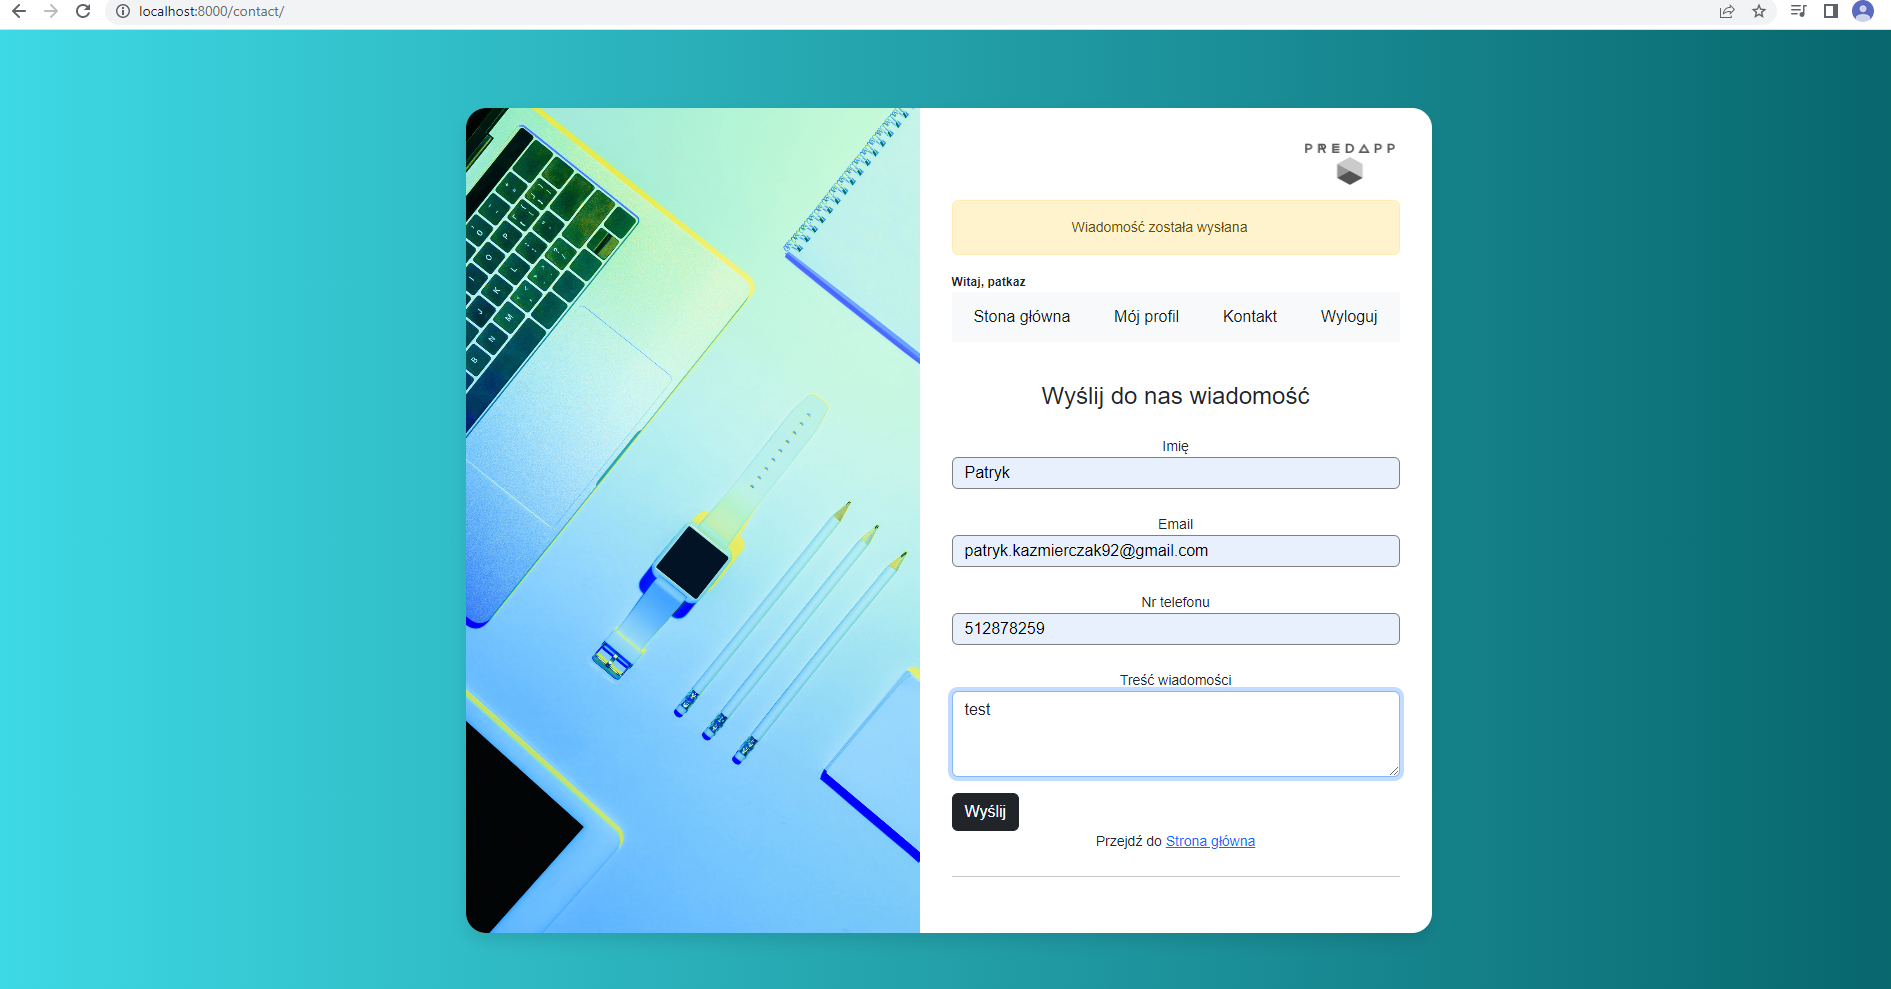 localhost:8000/contact/
PREDAPP
Wiadomość została wysłana
Witaj, patkaz
Stona główna Mój profil Kontakt Wyloguj
Wyślij do nas wiadomość
Imię
Patryk
Email
patryk.kazmierczak92@gmail.com
Nr telefonu
512878259
Treść wiadomości
test
Wyślij
Przejdź do Strona główna